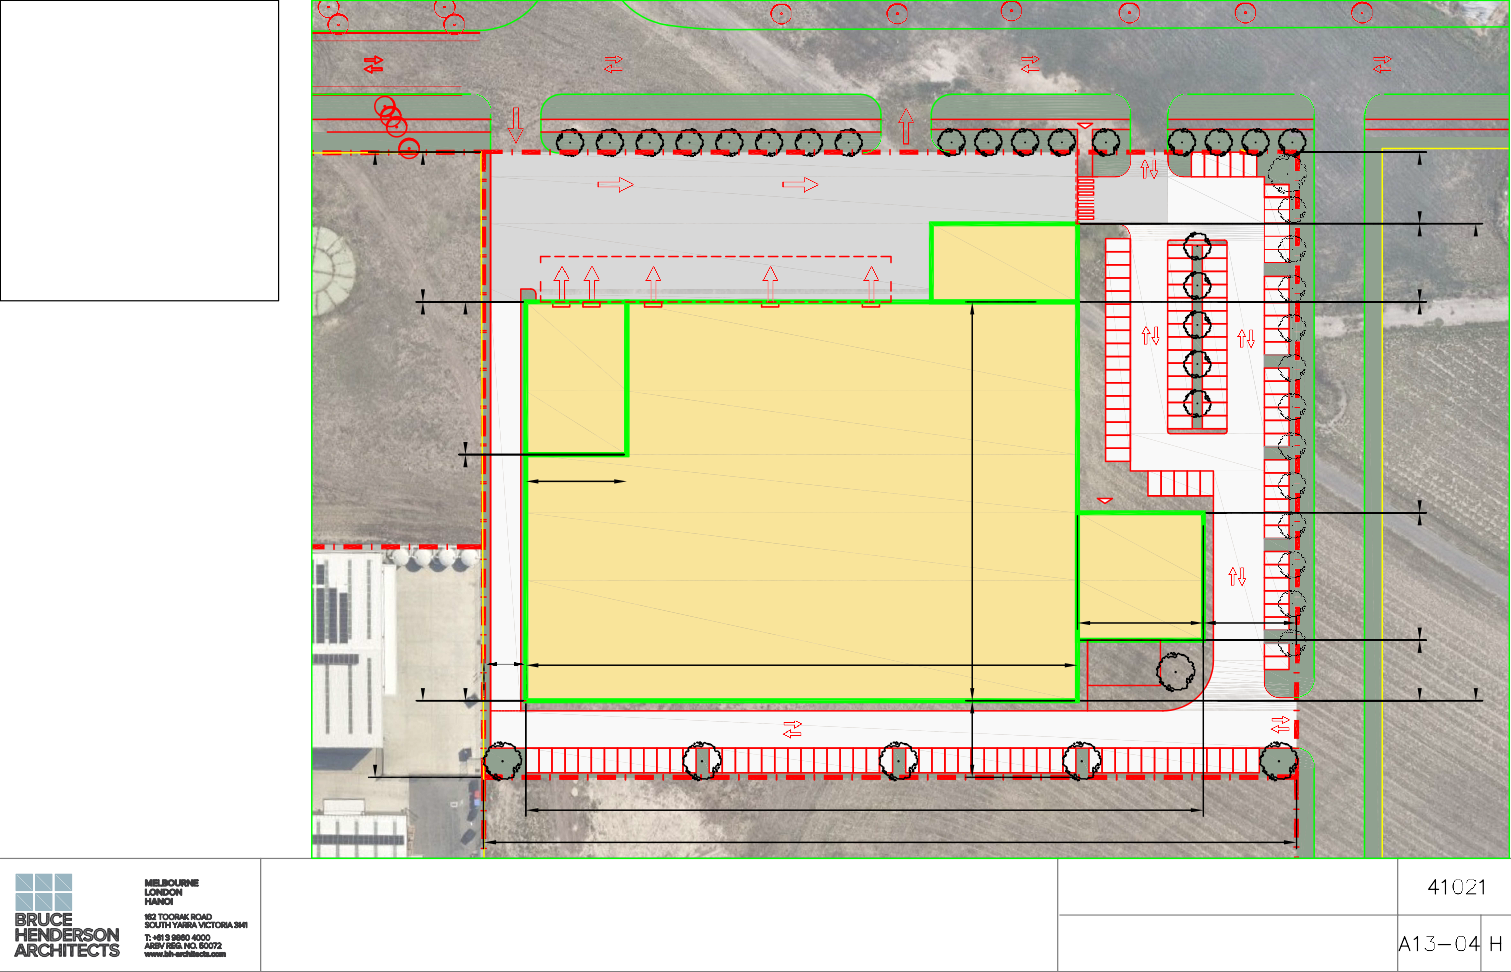 BRUCE
HENDERSON
ARCHITECTS
MELBOURNE
LONDON
HANOI
162 TOORAK ROAD
SOUTH YARRA VICTORIA 3141
T: +61 3 9860 4000
ARBV REG. NO. 50072
www.bh-architects.com
41021
A13-04 H